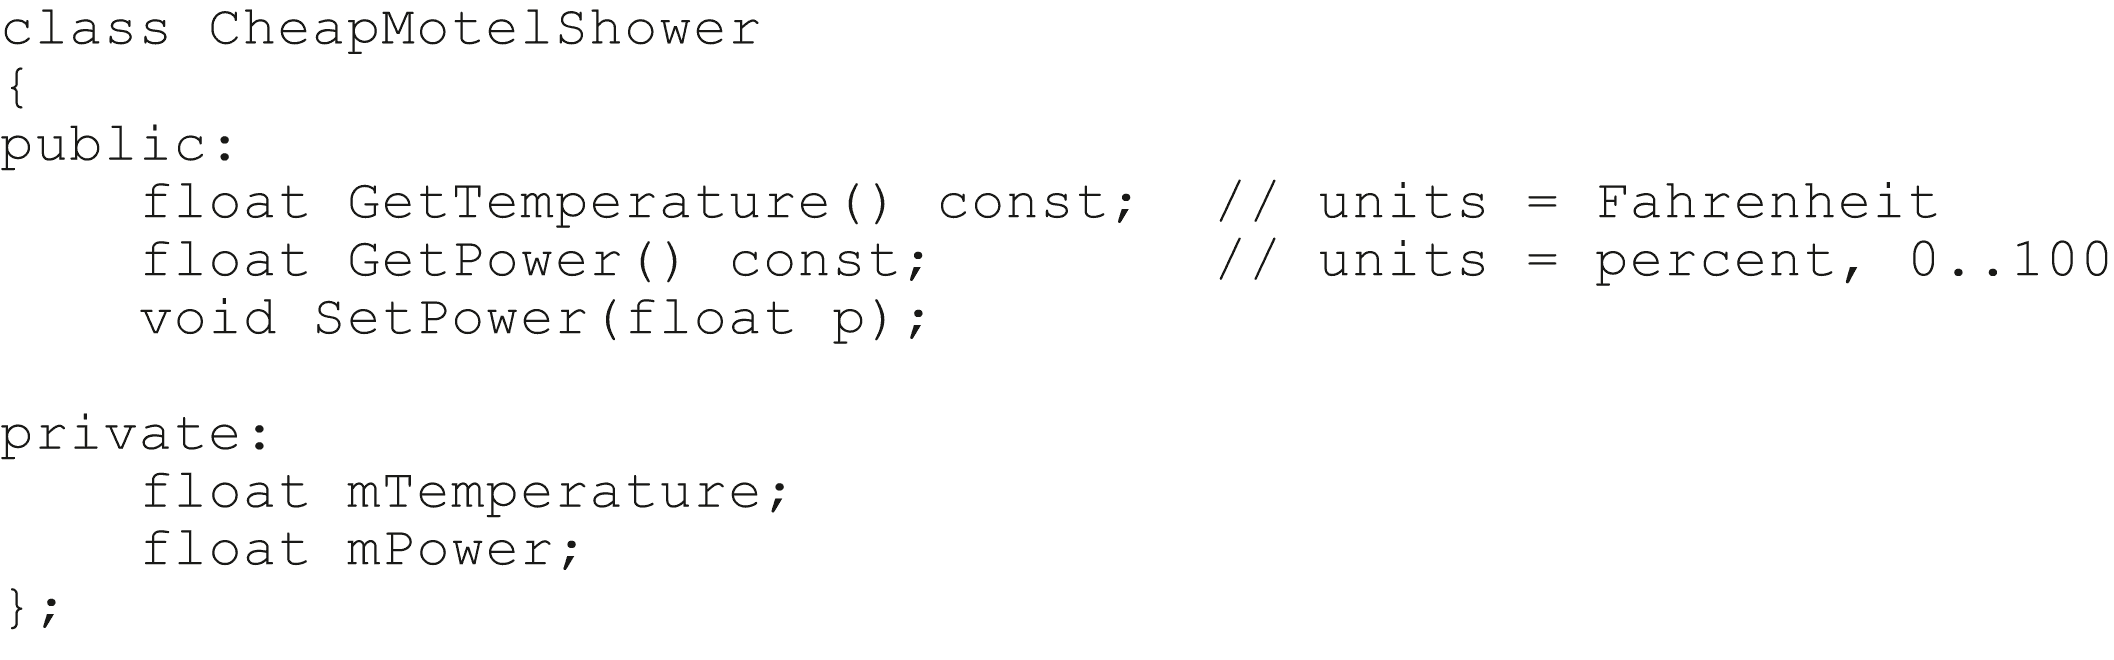 class CheapMotelShower
{
public:
    float GetTemperature() const;  // units = Fahrenheit
    float GetPower() const;        // units = percent, 0..100
    void SetPower(float p);

private:
    float mTemperature;
    float mPower;
};